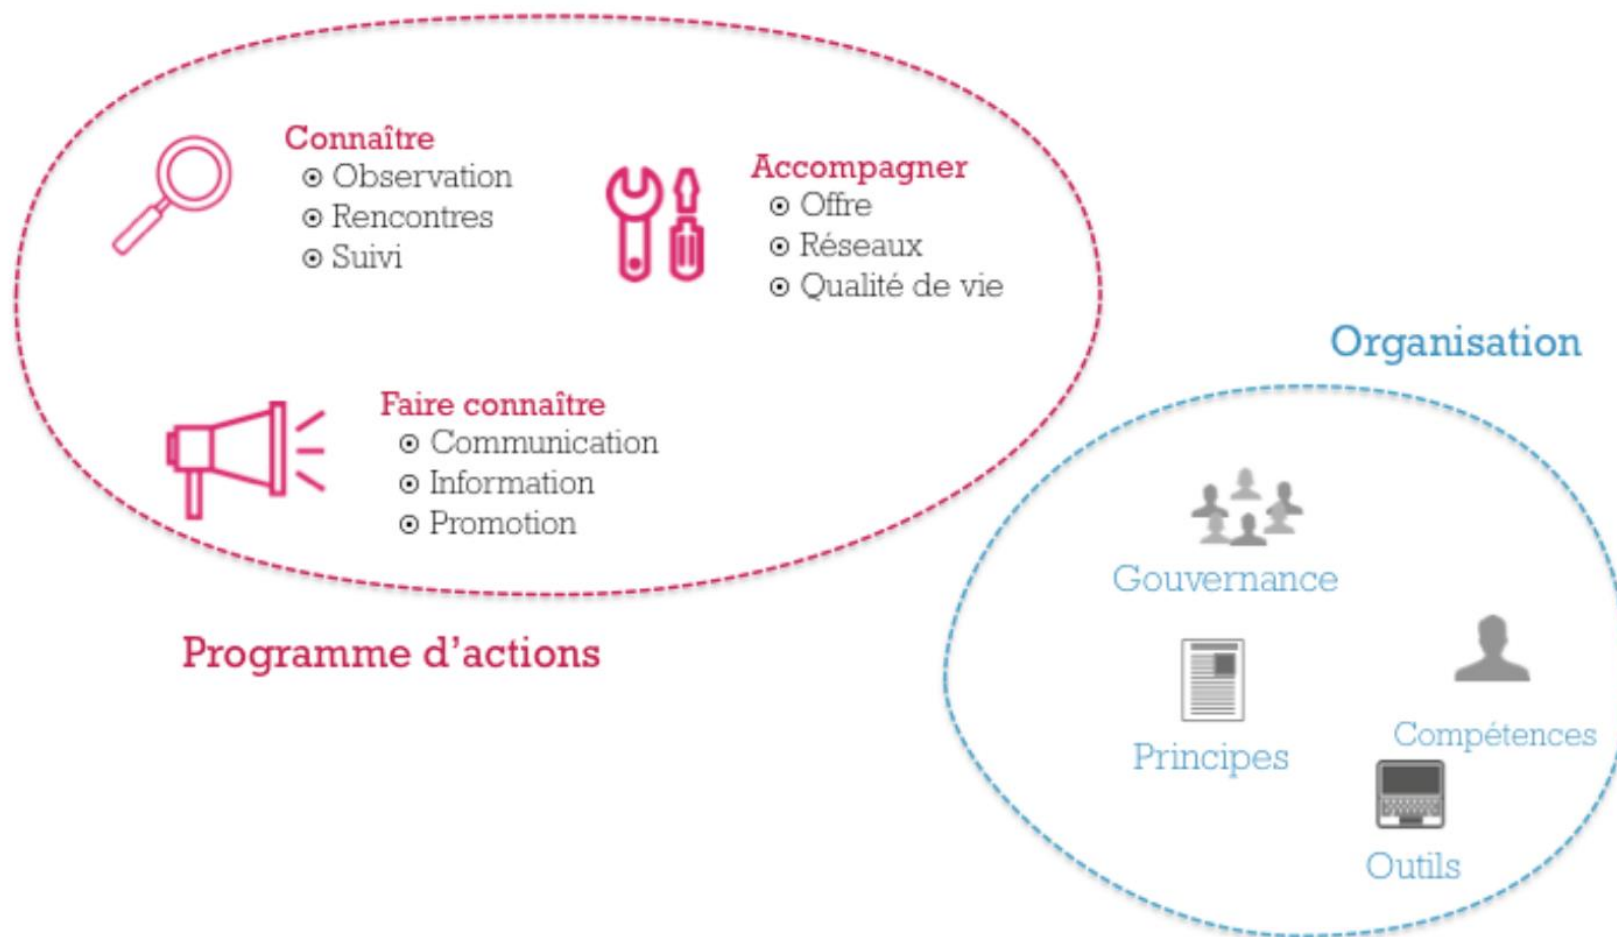 Connaître
Observation
Rencontres
Suivi
Accompagner
Offre
Réseaux
Qualité de vie
Faire connaître
Communication
Information
Promotion
Programme d’actions
Organisation
Gouvernance
Principes
Compétences
Outils